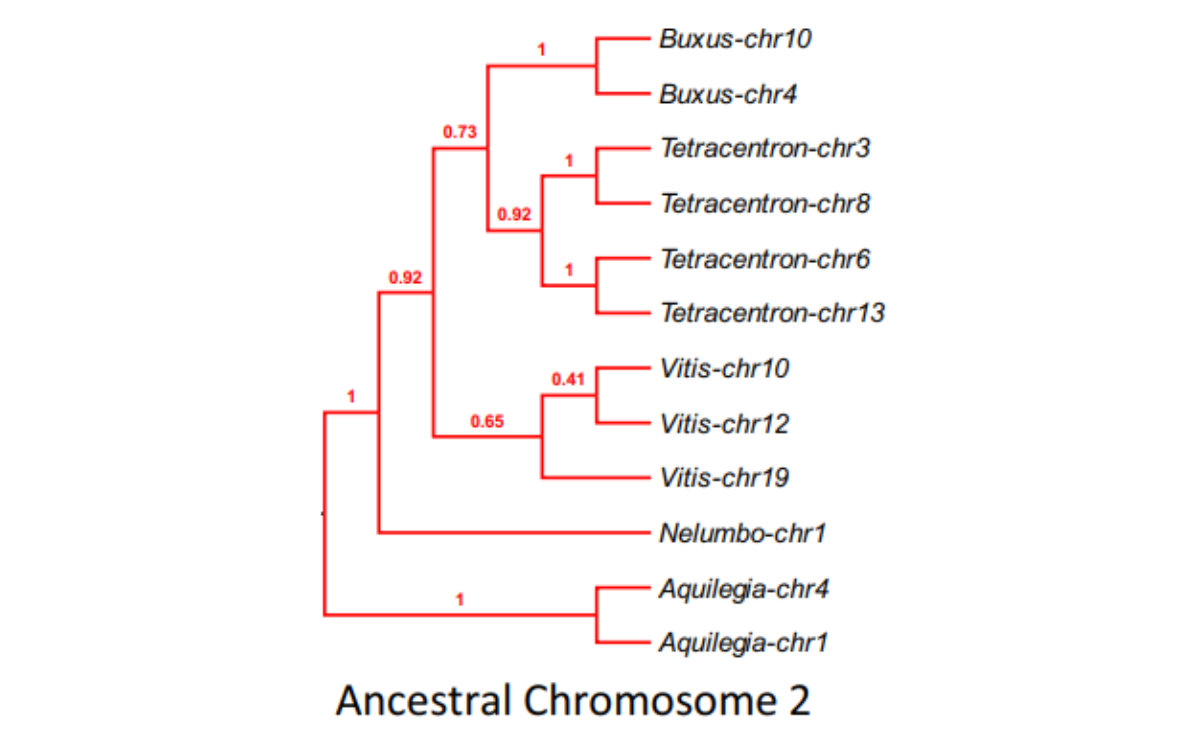 1
Buxus-chr10
Buxus-chr4
0.73
1
Tetracentron-chr3
Tetracentron-chr8
0.92
1
Tetracentron-chr6
Tetracentron-chr13
0.92
0.41
Vitis-chr10
Vitis-chr12
0.65
Vitis-chr19
1
Nelumbo-chr1
1
Aquilegia-chr4
Aquilegia-chr1
Ancestral Chromosome 2